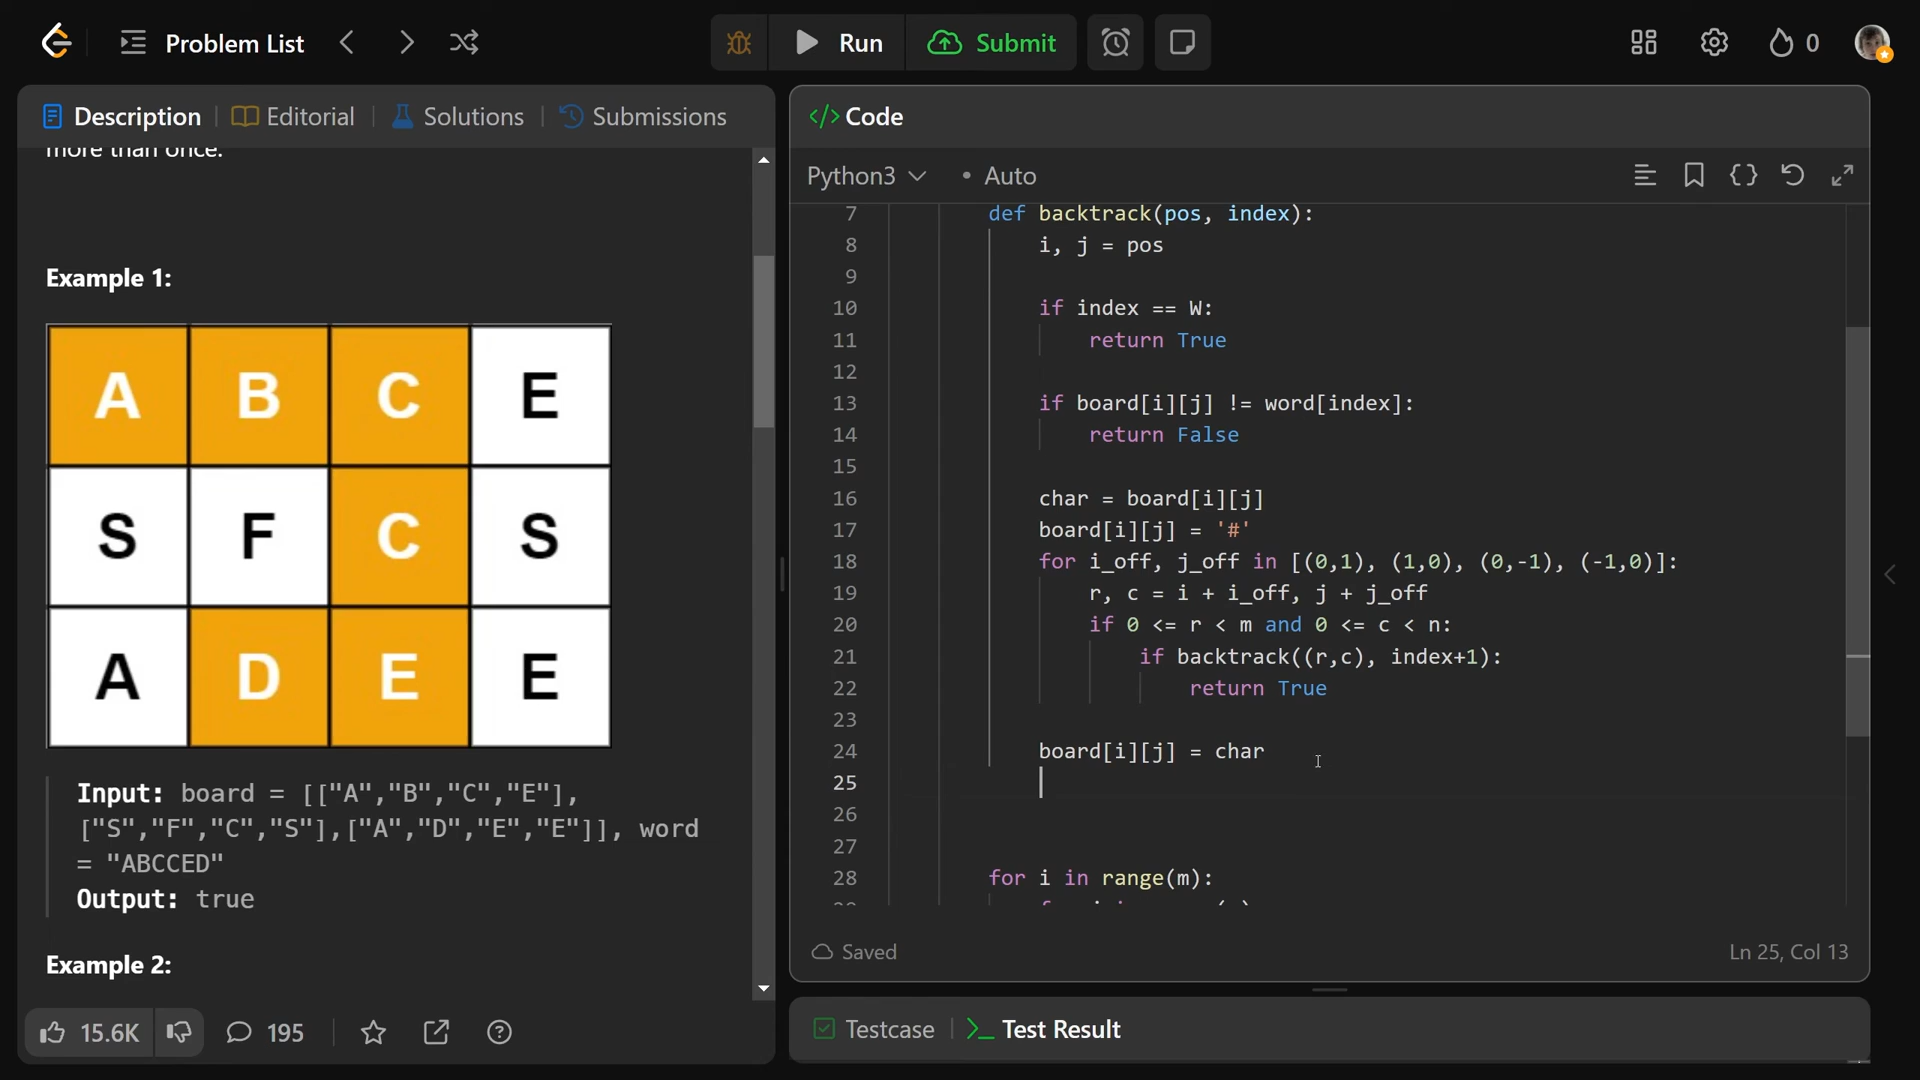 Problem List
Run
Submit
0
Description
Editorial
Solutions
Submissions
more than once.
Example 1:
A B C E
S F C S
A D E E
Input: board = [["A","B","C","E"],
["S","F","C","S"],["A","D","E","E"]], word
= "ABCCED"
Output: true
Example 2:
15.6K
195
</> Code
Python3
• Auto
7 def backtrack(pos, index):
8 i, j = pos
9
10 if index == W:
11 return True
12
13 if board[i][j] != word[index]:
14 return False
15
16 char = board[i][j]
17 board[i][j] = '#'
18 for i_off, j_off in [(0,1), (1,0), (0,-1), (-1,0)]:
19 r, c = i + i_off, j + j_off
20 if 0 <= r < m and 0 <= c < n:
21 if backtrack((r,c), index+1):
22 return True
23
24 board[i][j] = char
25
26
27
28 for i in range(m):
Saved
Ln 25, Col 13
Testcase
Test Result